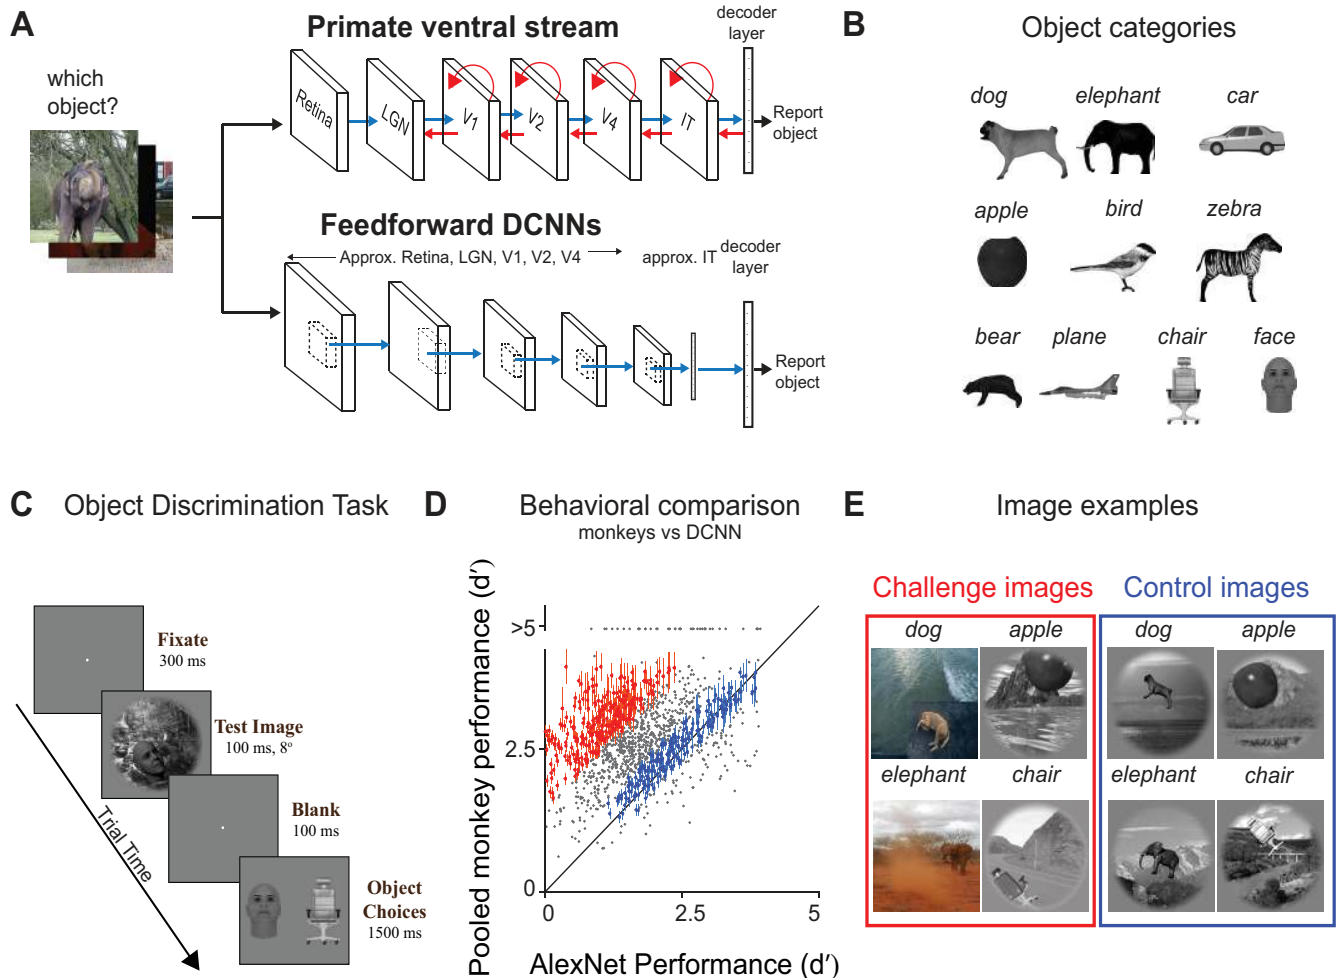 A
Primate ventral stream
decoder
layer
which
object?
Retina
LGN
V1
V2
V4
IT
Report
object
Feedforward DCNNs
Approx. Retina, LGN, V1, V2, V4
approx. IT
decoder
layer
Report
object
B
Object categories
dog
elephant
car
apple
bird
zebra
bear
plane
chair
face
C
Object Discrimination Task
Fixate
300 ms
Test Image
100 ms, 8°
Blank
100 ms
Object
Choices
1500 ms
Trial Time
D
Behavioral comparison
monkeys vs DCNN
Pooled monkey performance (d′)
>5
2.5
0
0
2.5
5
AlexNet Performance (d′)
E
Image examples
Challenge images
Control images
dog
apple
dog
apple
elephant
chair
elephant
chair